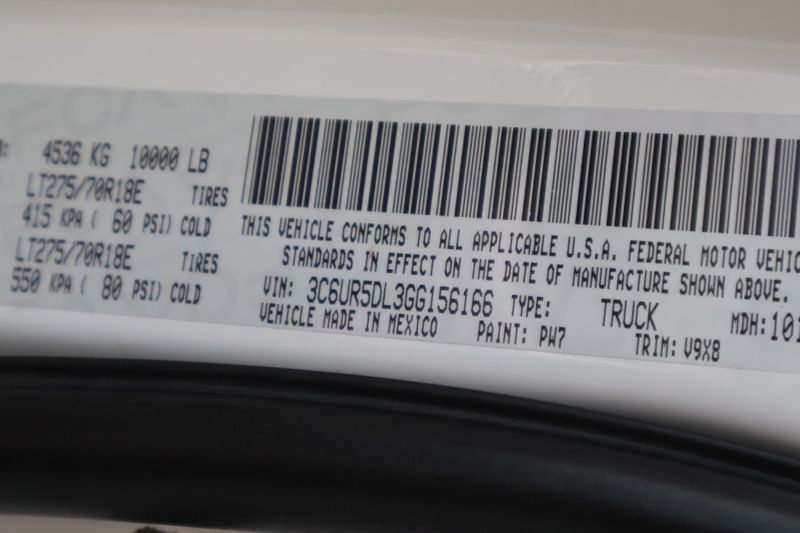 4536 KG 10000 LB
LT275/70R18E TIRES
415 KPA ( 60 PSI) COLD
LT275/70R18E TIRES
550 KPA ( 80 PSI) COLD
THIS VEHICLE CONFORMS TO ALL APPLICABLE U.S.A. FEDERAL MOTOR VEHIC
STANDARDS IN EFFECT ON THE DATE OF MANUFACTURE SHOWN ABOVE.
VIN: 3C6UR5DL3GG156166 TYPE: TRUCK MDH: 101
VEHICLE MADE IN MEXICO PAINT: PW7 TRIM: V9X8